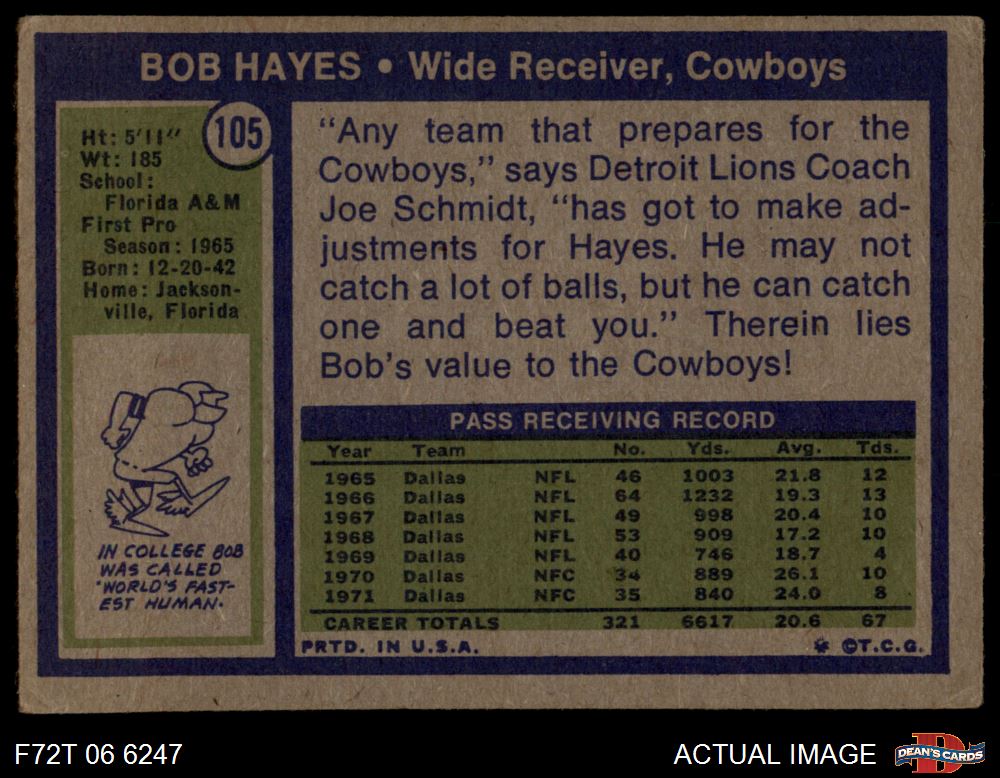 BOB HAYES • Wide Receiver, Cowboys
105
Ht: 5'11"
Wt: 185
School:
Florida A&M
First Pro
Season: 1965
Born: 12-20-42
Home: Jackson-
ville, Florida
IN COLLEGE BOB
WAS CALLED
"WORLD'S FAST-
EST HUMAN.
"Any team that prepares for the
Cowboys," says Detroit Lions Coach
Joe Schmidt, "has got to make ad-
justments for Hayes. He may not
catch a lot of balls, but he can catch
one and beat you." Therein lies
Bob's value to the Cowboys!
PASS RECEIVING RECORD
Year Team No. Yds. Avg. Tds.
1965 Dallas NFL 46 1003 21.8 12
1966 Dallas NFL 64 1232 19.3 13
1967 Dallas NFL 49 998 20.4 10
1968 Dallas NFL 53 909 17.2 10
1969 Dallas NFL 40 746 18.7 4
1970 Dallas NFC 34 889 26.1 10
1971 Dallas NFC 35 840 24.0 8
CAREER TOTALS 321 6617 20.6 67
PRTD. IN U.S.A. * ©T.C.G.
F72T 06 6247
ACTUAL IMAGE
D
DEAN'S CARDS